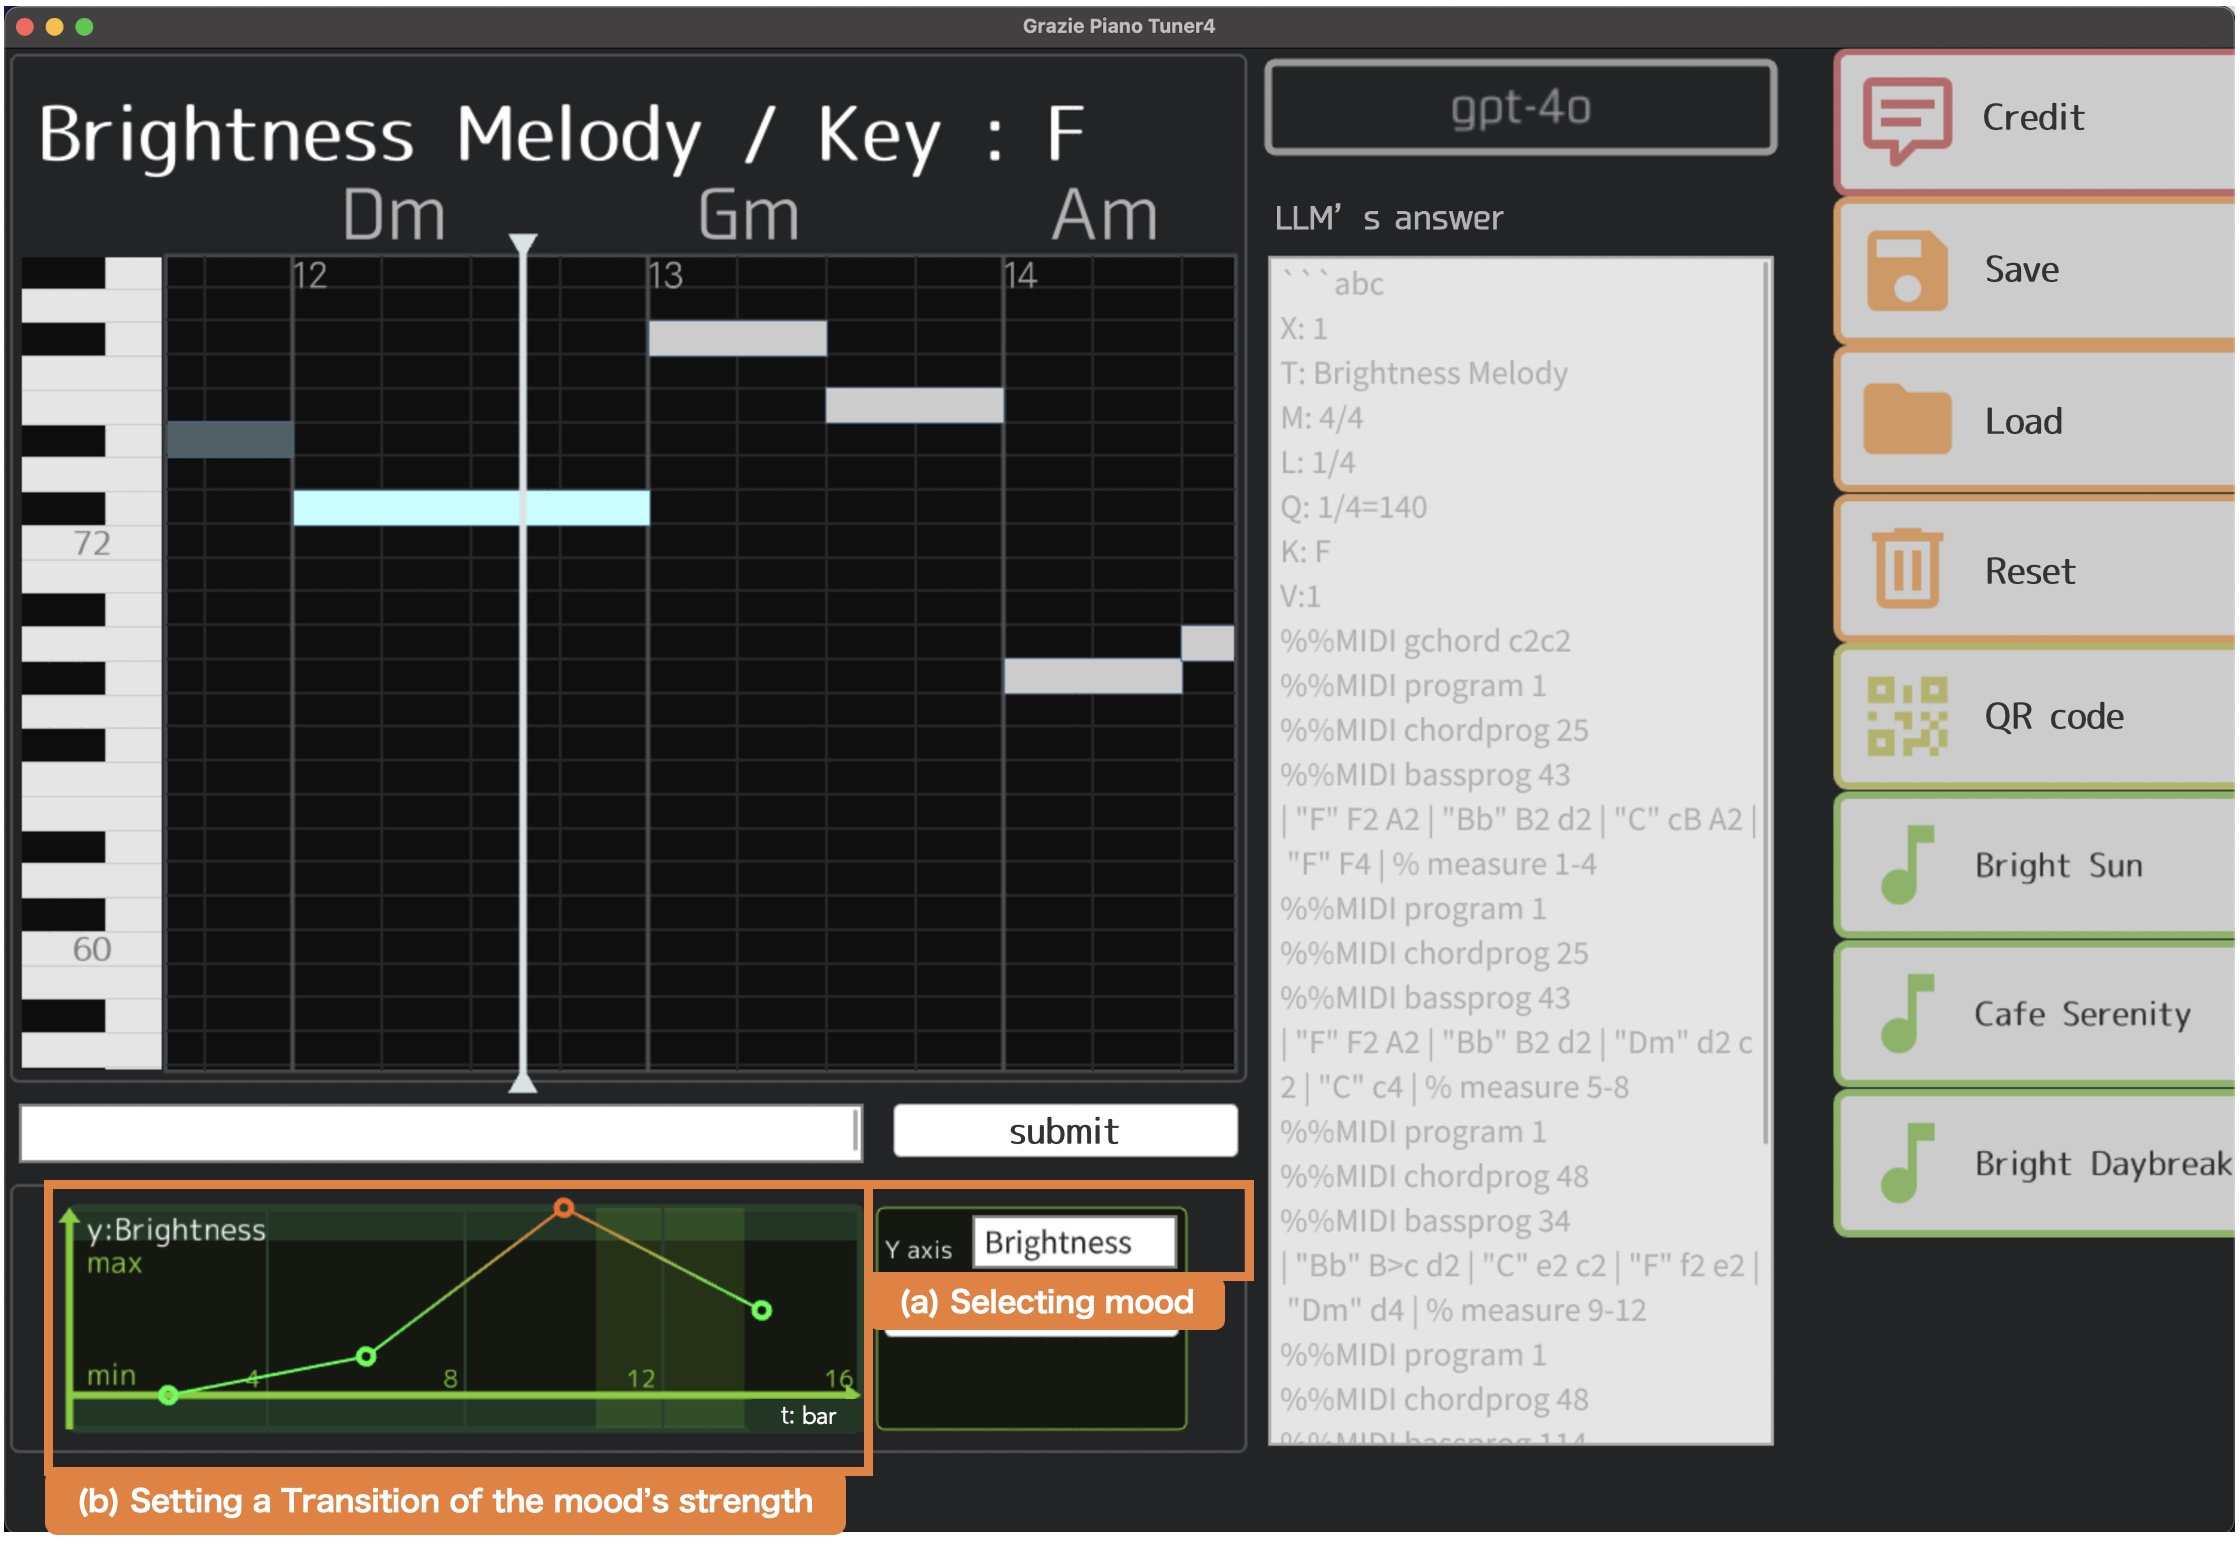 Grazie Piano Tuner4
Brightness Melody / Key : F
Dm Gm Am
12 13 14
72
60
submit
y:Brightness
max
min 4 8 12 16
t: bar
Y axis Brightness
(a) Selecting mood
(b) Setting a Transition of the mood's strength
gpt-4o
LLM's answer
```abc
X: 1
T: Brightness Melody
M: 4/4
L: 1/4
Q: 1/4=140
K: F
V:1
%%MIDI gchord c2c2
%%MIDI program 1
%%MIDI chordprog 25
%%MIDI bassprog 43
| "F" F2 A2 | "Bb" B2 d2 | "C" cB A2 |
"F" F4 | % measure 1-4
%%MIDI program 1
%%MIDI chordprog 25
%%MIDI bassprog 43
| "F" F2 A2 | "Bb" B2 d2 | "Dm" d2 c
2 | "C" c4 | % measure 5-8
%%MIDI program 1
%%MIDI chordprog 48
%%MIDI bassprog 34
| "Bb" B>c d2 | "C" e2 c2 | "F" f2 e2 |
"Dm" d4 | % measure 9-12
%%MIDI program 1
%%MIDI chordprog 48
%%MIDI bassprog 114
Credit
Save
Load
Reset
QR code
Bright Sun
Cafe Serenity
Bright Daybreak